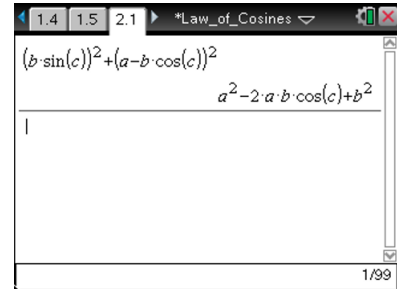 1.4 1.5 2.1 *Law_of_Cosines
(b·sin(c))²+(a−b·cos(c))²
a²−2·a·b·cos(c)+b²
1/99